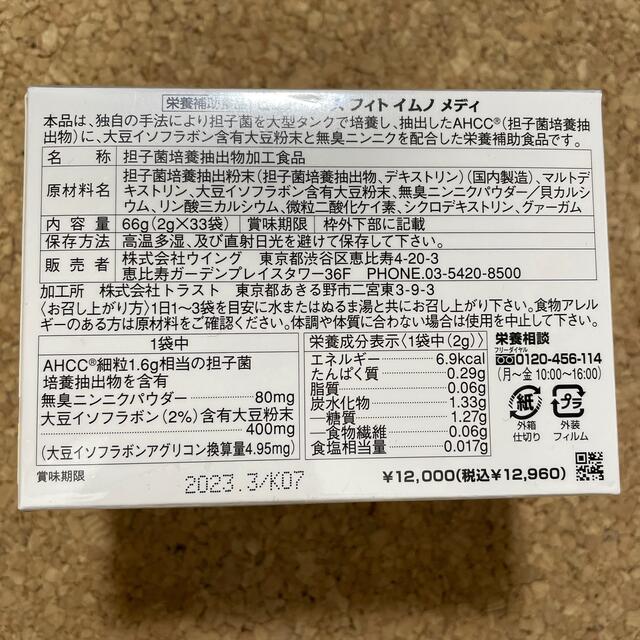 栄養補助食品 フィト イムノ メディ
本品は、独自の手法により担子菌を大型タンクで培養し、抽出したAHCC®(担子菌培養抽
出物)に、大豆イソフラボン含有大豆粉末と無臭ニンニクを配合した栄養補助食品です。
名 称 担子菌培養抽出物加工食品
原材料名 担子菌培養抽出粉末(担子菌培養抽出物、デキストリン)(国内製造)、マルトデ
キストリン、大豆イソフラボン含有大豆粉末、無臭ニンニクパウダー/貝カルシ
ウム、リン酸三カルシウム、微粒二酸化ケイ素、シクロデキストリン、グァーガム
内 容 量 66g(2g×33袋) 賞味期限 枠外下部に記載
保存方法 高温多湿、及び直射日光を避けて保存して下さい。
販 売 者 株式会社ウイング 東京都渋谷区恵比寿4-20-3
恵比寿ガーデンプレイスタワー36F PHONE.03-5420-8500
加工所 株式会社トラスト 東京都あきる野市二宮東3-9-3
〈お召し上がり方〉1日1〜3袋を目安に水またはぬるま湯と共にお召し上がり下さい。食物アレル
ギーのある方は原材料をご確認下さい。体調や体質に合わない場合は使用を中止して下さい。
1袋中
AHCC®細粒1.6g相当の担子菌
培養抽出物を含有
無臭ニンニクパウダー 80mg
大豆イソフラボン(2%)含有大豆粉末
400mg
(大豆イソフラボンアグリコン換算量4.95mg)
栄養成分表示〈1袋中(2g)〉
エネルギー 6.9kcal
たんぱく質 0.29g
脂質 0.06g
炭水化物 1.33g
—糖質 1.27g
—食物繊維 0.06g
食塩相当量 0.017g
栄養相談
フリーダイヤル
0120-456-114
(月〜金 10:00〜16:00)
紙
外箱
仕切り
プラ
外装
フィルム
賞味期限 2023.3/K07
¥12,000(税込¥12,960)